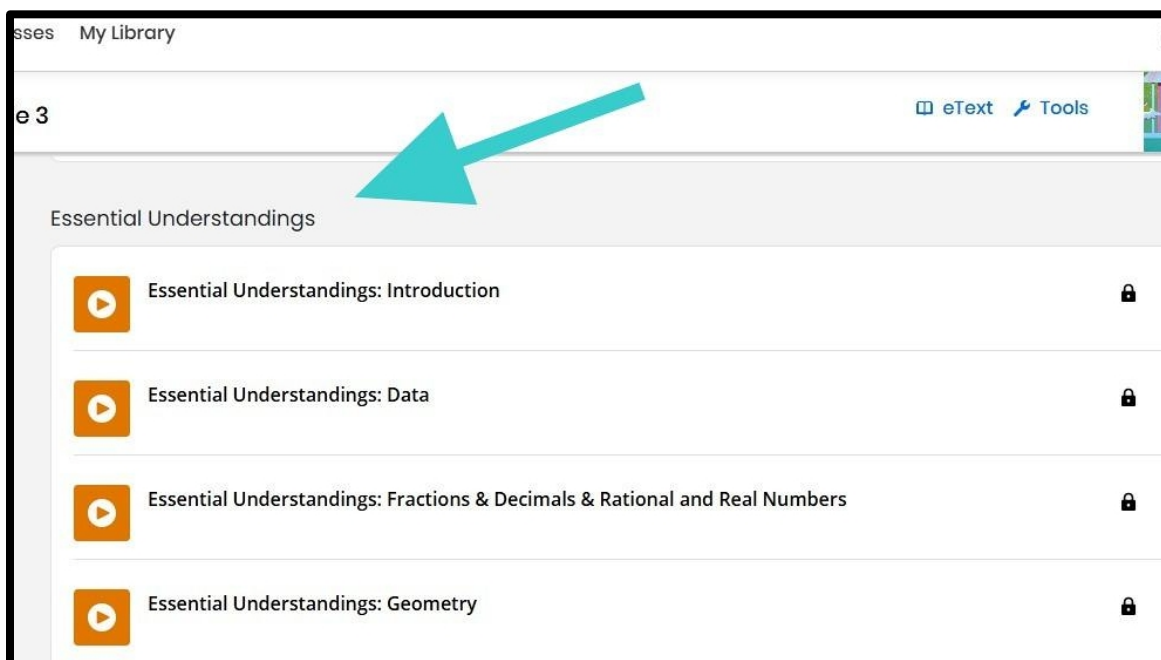 sses My Library
e 3
eText Tools
Essential Understandings
Essential Understandings: Introduction
Essential Understandings: Data
Essential Understandings: Fractions & Decimals & Rational and Real Numbers
Essential Understandings: Geometry